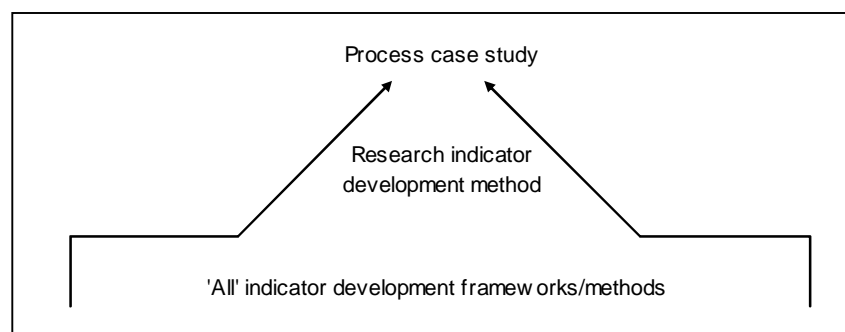 Process case study
Research indicator
development method
'All' indicator development frameworks/methods